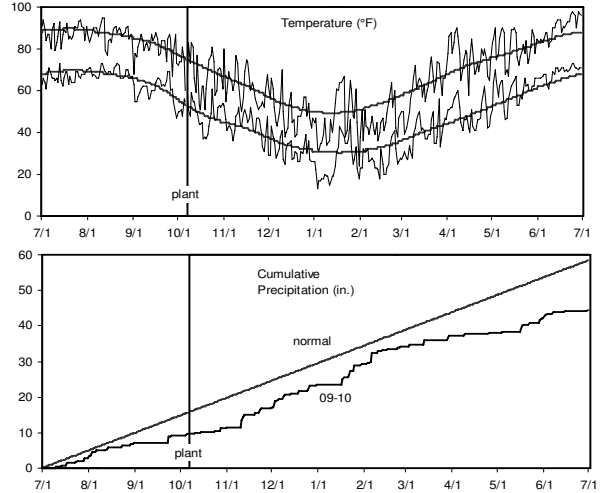 Temperature (°F)
100
80
60
40
20
0
plant
7/1 8/1 9/1 10/1 11/1 12/1 1/1 2/1 3/1 4/1 5/1 6/1 7/1
Cumulative
Precipitation (in.)
60
50
40
30
20
10
0
normal
09-10
plant
7/1 8/1 9/1 10/1 11/1 12/1 1/1 2/1 3/1 4/1 5/1 6/1 7/1